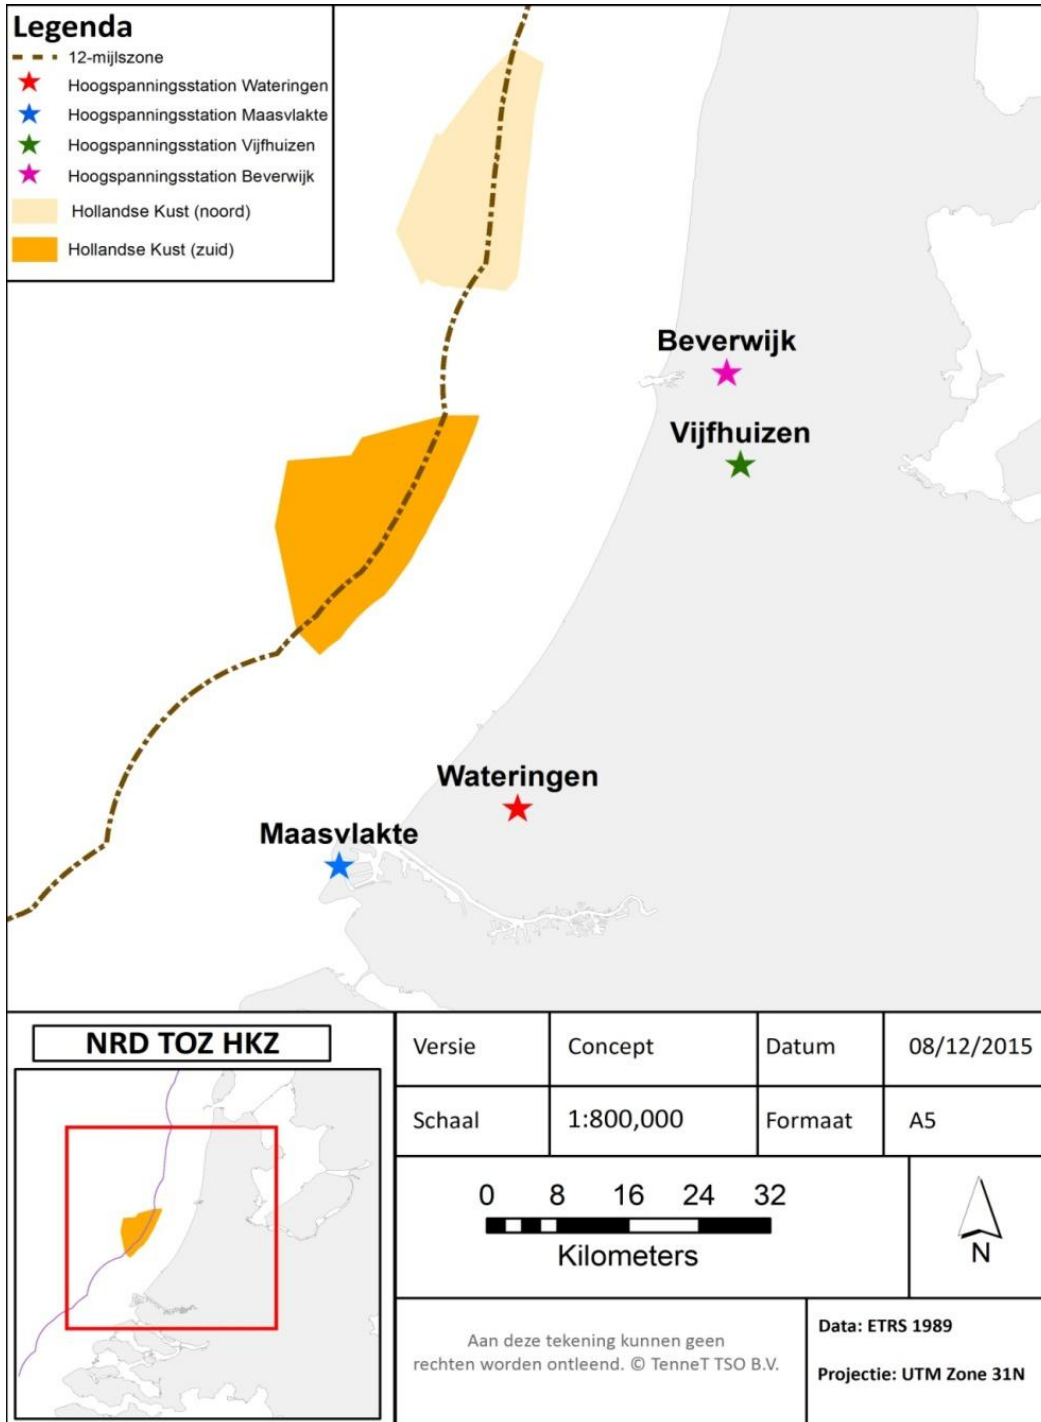 Legenda
12-mijlszone
Hoogspanningsstation Wateringen
Hoogspanningsstation Maasvlakte
Hoogspanningsstation Vijfhuizen
Hoogspanningsstation Beverwijk
Hollandse Kust (noord)
Hollandse Kust (zuid)
Beverwijk
Vijfhuizen
Wateringen
Maasvlakte
NRD TOZ HKZ
Versie Concept Datum 08/12/2015
Schaal 1:800,000 Formaat A5
0 8 16 24 32
Kilometers
N
Aan deze tekening kunnen geen
rechten worden ontleend. © TenneT TSO B.V.
Data: ETRS 1989
Projectie: UTM Zone 31N